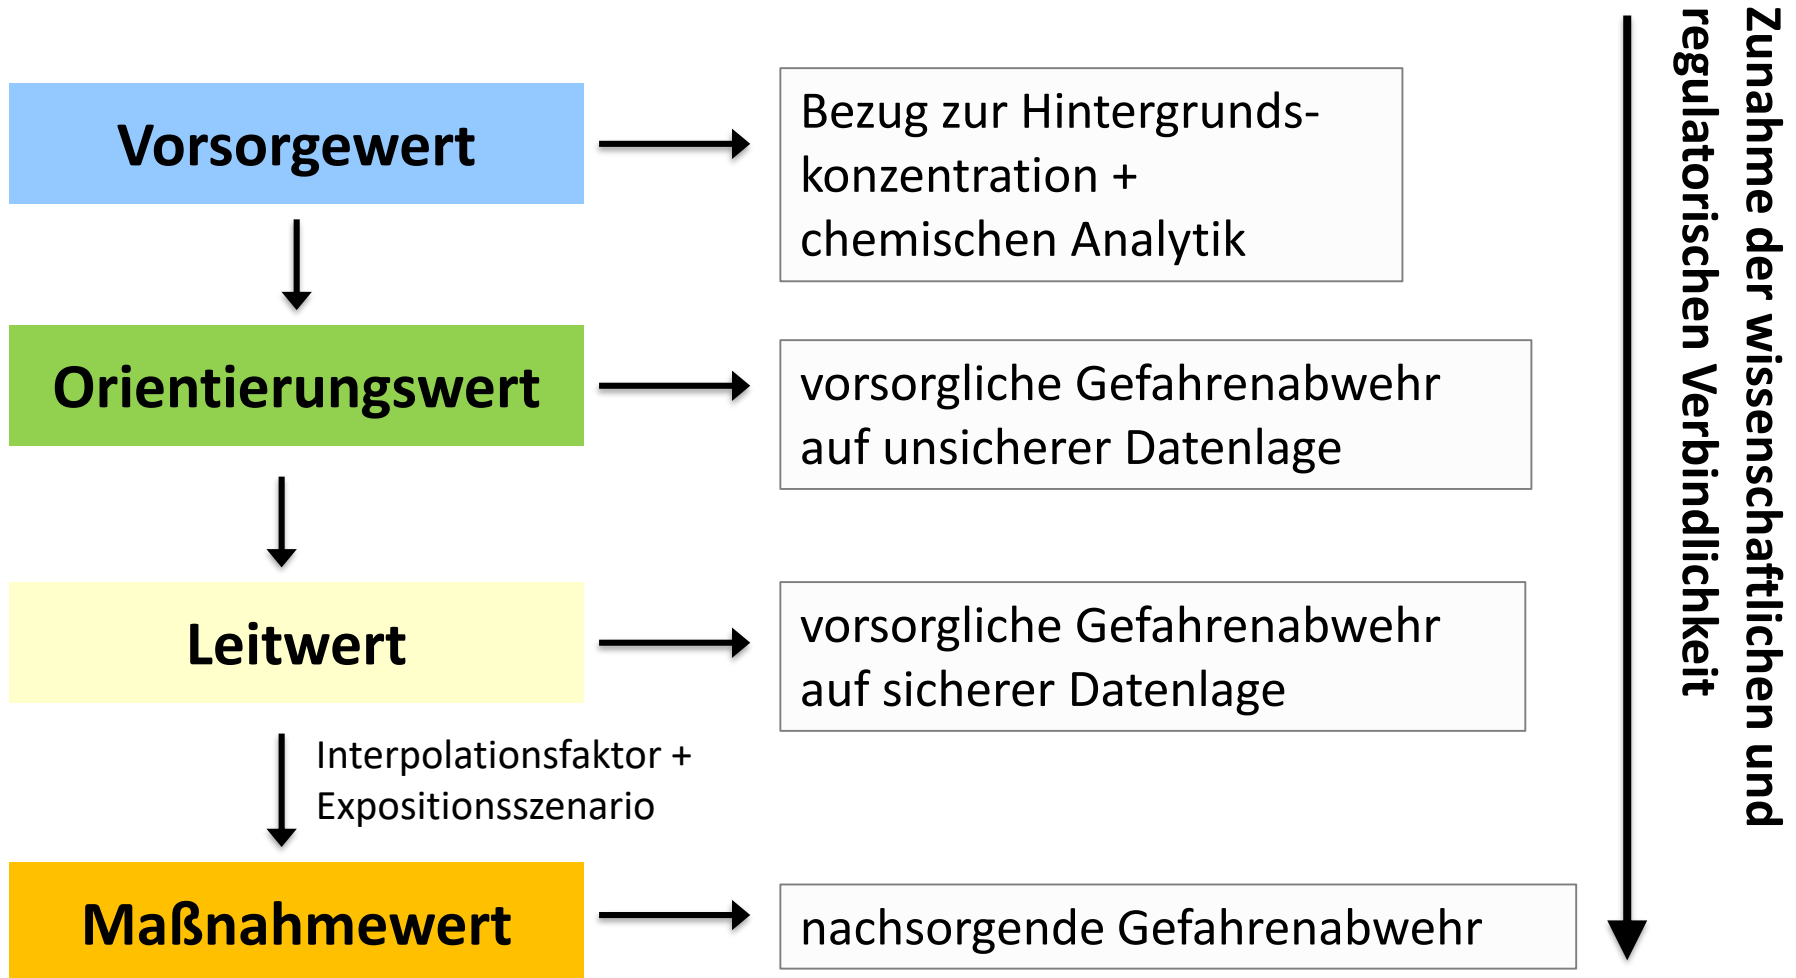 Vorsorgewert
Bezug zur Hintergrunds-
konzentration +
chemischen Analytik
Orientierungswert
vorsorgliche Gefahrenabwehr
auf unsicherer Datenlage
Leitwert
vorsorgliche Gefahrenabwehr
auf sicherer Datenlage
Interpolationsfaktor +
Expositionsszenario
Maßnahmewert
nachsorgende Gefahrenabwehr
Zunahme der wissenschaftlichen und
regulatorischen Verbindlichkeit